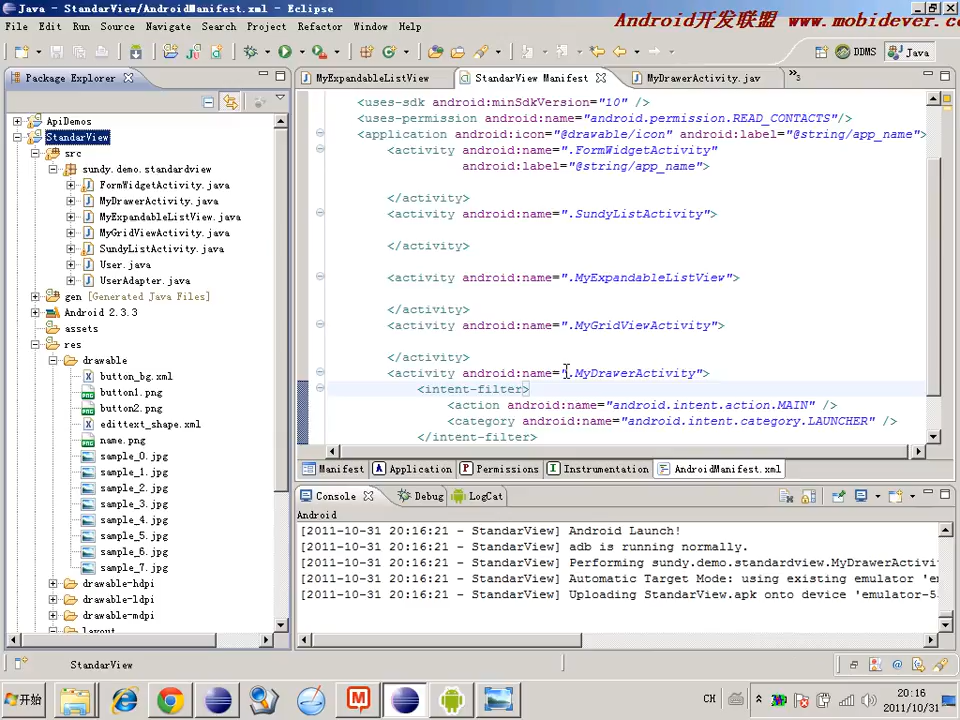 Java - StandarView/AndroidManifest.xml - Eclipse
File Edit Run Source Navigate Search Project Refactor Window Help
Android开发联盟 www.mobidever.c
DDMS Java
Package Explorer
MyExpandableListView StandarView Manifest MyDrawerActivity.jav »3
ApiDemos
StandarView
src
sundy.demo.standardview
FormWidgetActivity.java
MyDrawerActivity.java
MyExpandableListView.java
MyGridViewActivity.java
SundyListActivity.java
User.java
UserAdapter.java
gen [Generated Java Files]
Android 2.3.3
assets
res
drawable
button_bg.xml
button1.png
button2.png
edittext_shape.xml
name.png
sample_0.jpg
sample_1.jpg
sample_2.jpg
sample_3.jpg
sample_4.jpg
sample_5.jpg
sample_6.jpg
sample_7.jpg
drawable-hdpi
drawable-ldpi
drawable-mdpi
layout
<uses-sdk android:minSdkVersion="10" />
<uses-permission android:name="android.permission.READ_CONTACTS"/>
<application android:icon="@drawable/icon" android:label="@string/app_name">
<activity android:name=".FormWidgetActivity"
android:label="@string/app_name">
</activity>
<activity android:name=".SundyListActivity">
</activity>
<activity android:name=".MyExpandableListView">
</activity>
<activity android:name=".MyGridViewActivity">
</activity>
<activity android:name=".MyDrawerActivity">
<intent-filter>
<action android:name="android.intent.action.MAIN" />
<category android:name="android.intent.category.LAUNCHER" />
</intent-filter>
Manifest Application Permissions Instrumentation AndroidManifest.xml
Console Debug LogCat
Android
[2011-10-31 20:16:21 - StandarView] Android Launch!
[2011-10-31 20:16:21 - StandarView] adb is running normally.
[2011-10-31 20:16:21 - StandarView] Performing sundy.demo.standardview.MyDrawerActivi
[2011-10-31 20:16:21 - StandarView] Automatic Target Mode: using existing emulator 'e
[2011-10-31 20:16:21 - StandarView] Uploading StandarView.apk onto device 'emulator-5
StandarView
开始
CH
20:16
2011/10/31